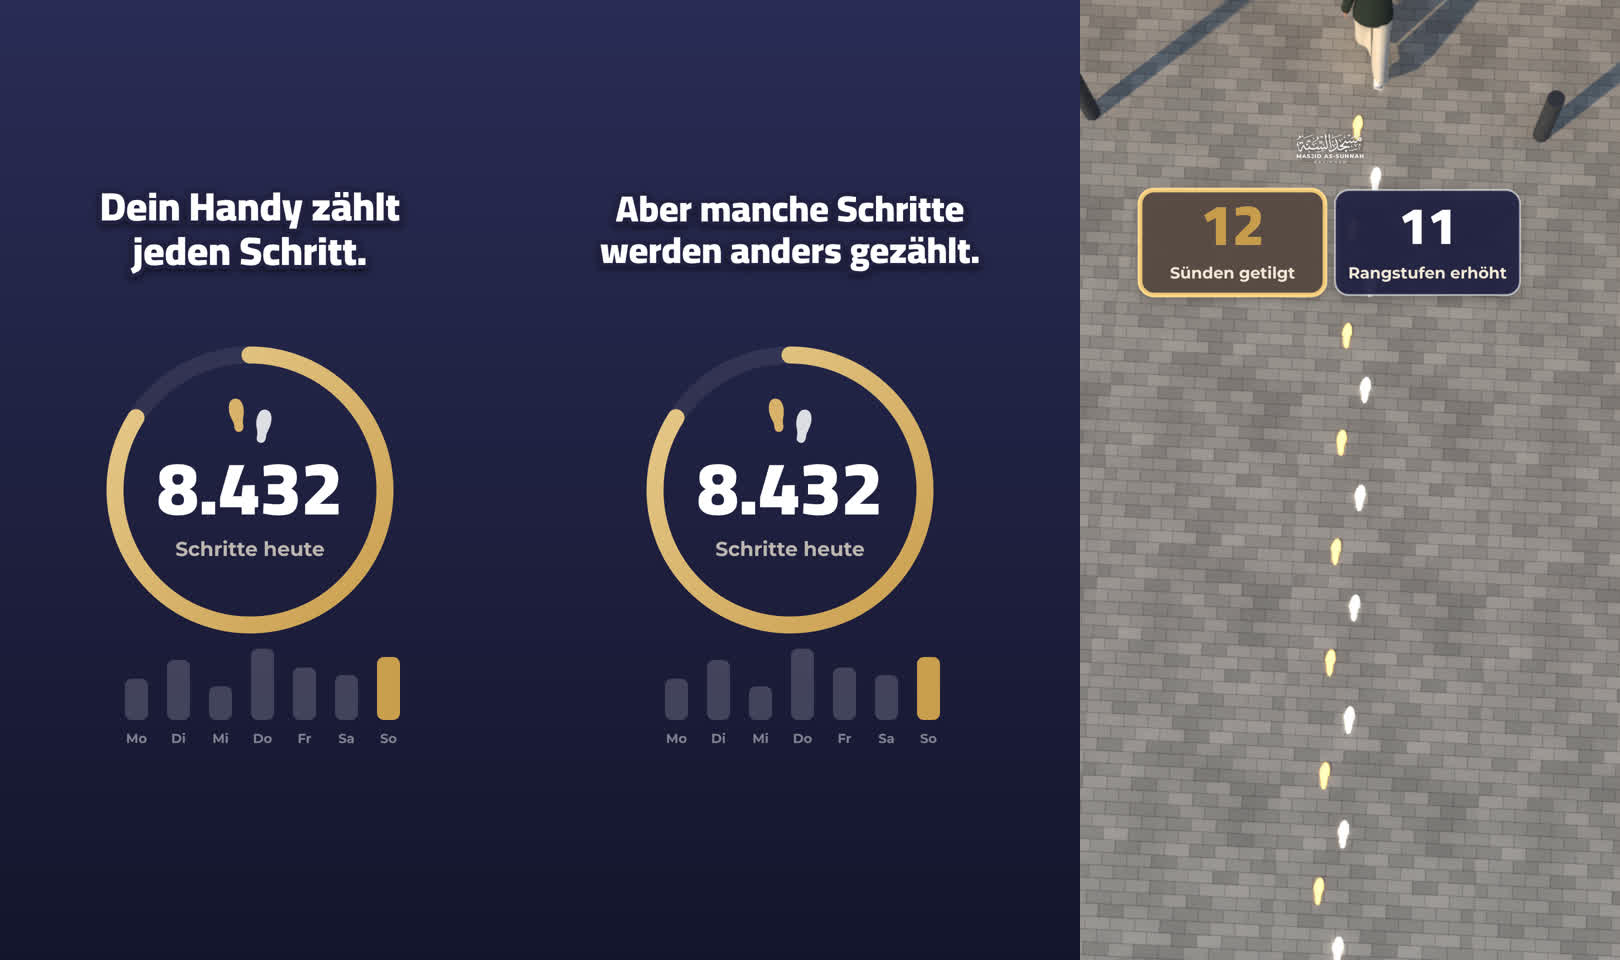 Dein Handy zählt
jeden Schritt.
8.432
Schritte heute
Mo Di Mi Do Fr Sa So
Aber manche Schritte
werden anders gezählt.
8.432
Schritte heute
Mo Di Mi Do Fr Sa So
مسجد السنة
MASJID AS-SUNNAH
12
Sünden getilgt
11
Rangstufen erhöht